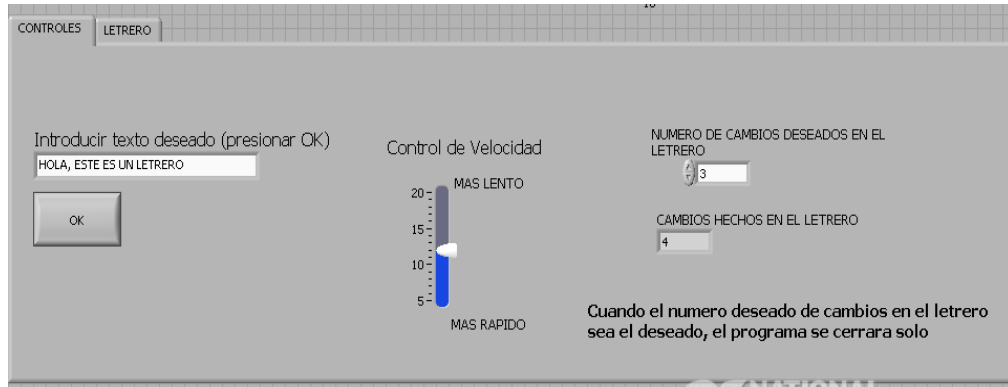 CONTROLES
LETRERO
Introducir texto deseado (presionar OK)
HOLA, ESTE ES UN LETRERO
OK
Control de Velocidad
MAS LENTO
20
15
10
5
MAS RAPIDO
NUMERO DE CAMBIOS DESEADOS EN EL
LETRERO
3
CAMBIOS HECHOS EN EL LETRERO
4
Cuando el numero deseado de cambios en el letrero
sea el deseado, el programa se cerrara solo
NATIONAL